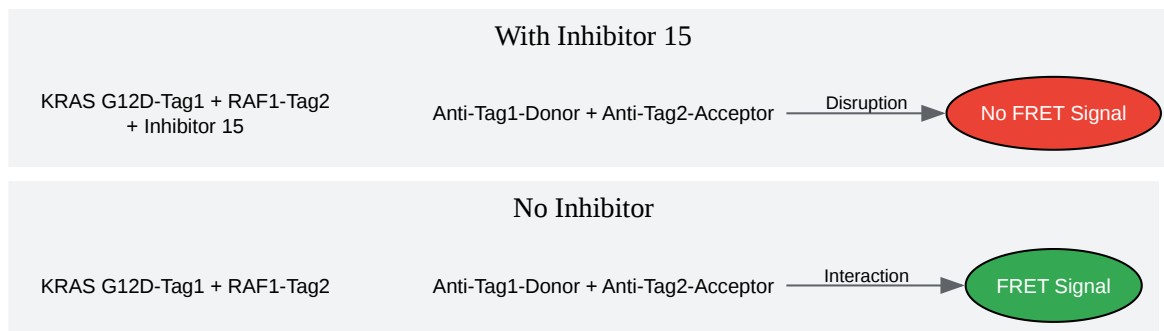 With Inhibitor 15
KRAS G12D-Tag1 + RAF1-Tag2
+ Inhibitor 15
Anti-Tag1-Donor + Anti-Tag2-Acceptor
Disruption
No FRET Signal
No Inhibitor
KRAS G12D-Tag1 + RAF1-Tag2
Anti-Tag1-Donor + Anti-Tag2-Acceptor
Interaction
FRET Signal